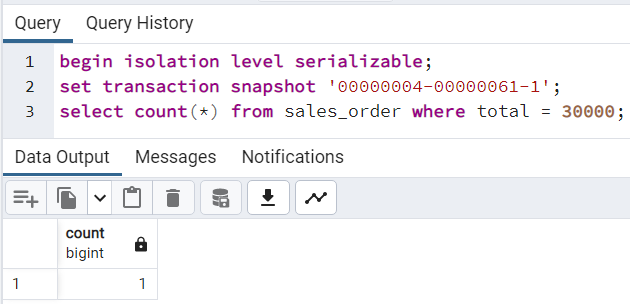 Query Query History
1 begin isolation level serializable;
2 set transaction snapshot '00000004-00000061-1';
3 select count(*) from sales_order where total = 30000;
Data Output Messages Notifications
count
bigint
1 1